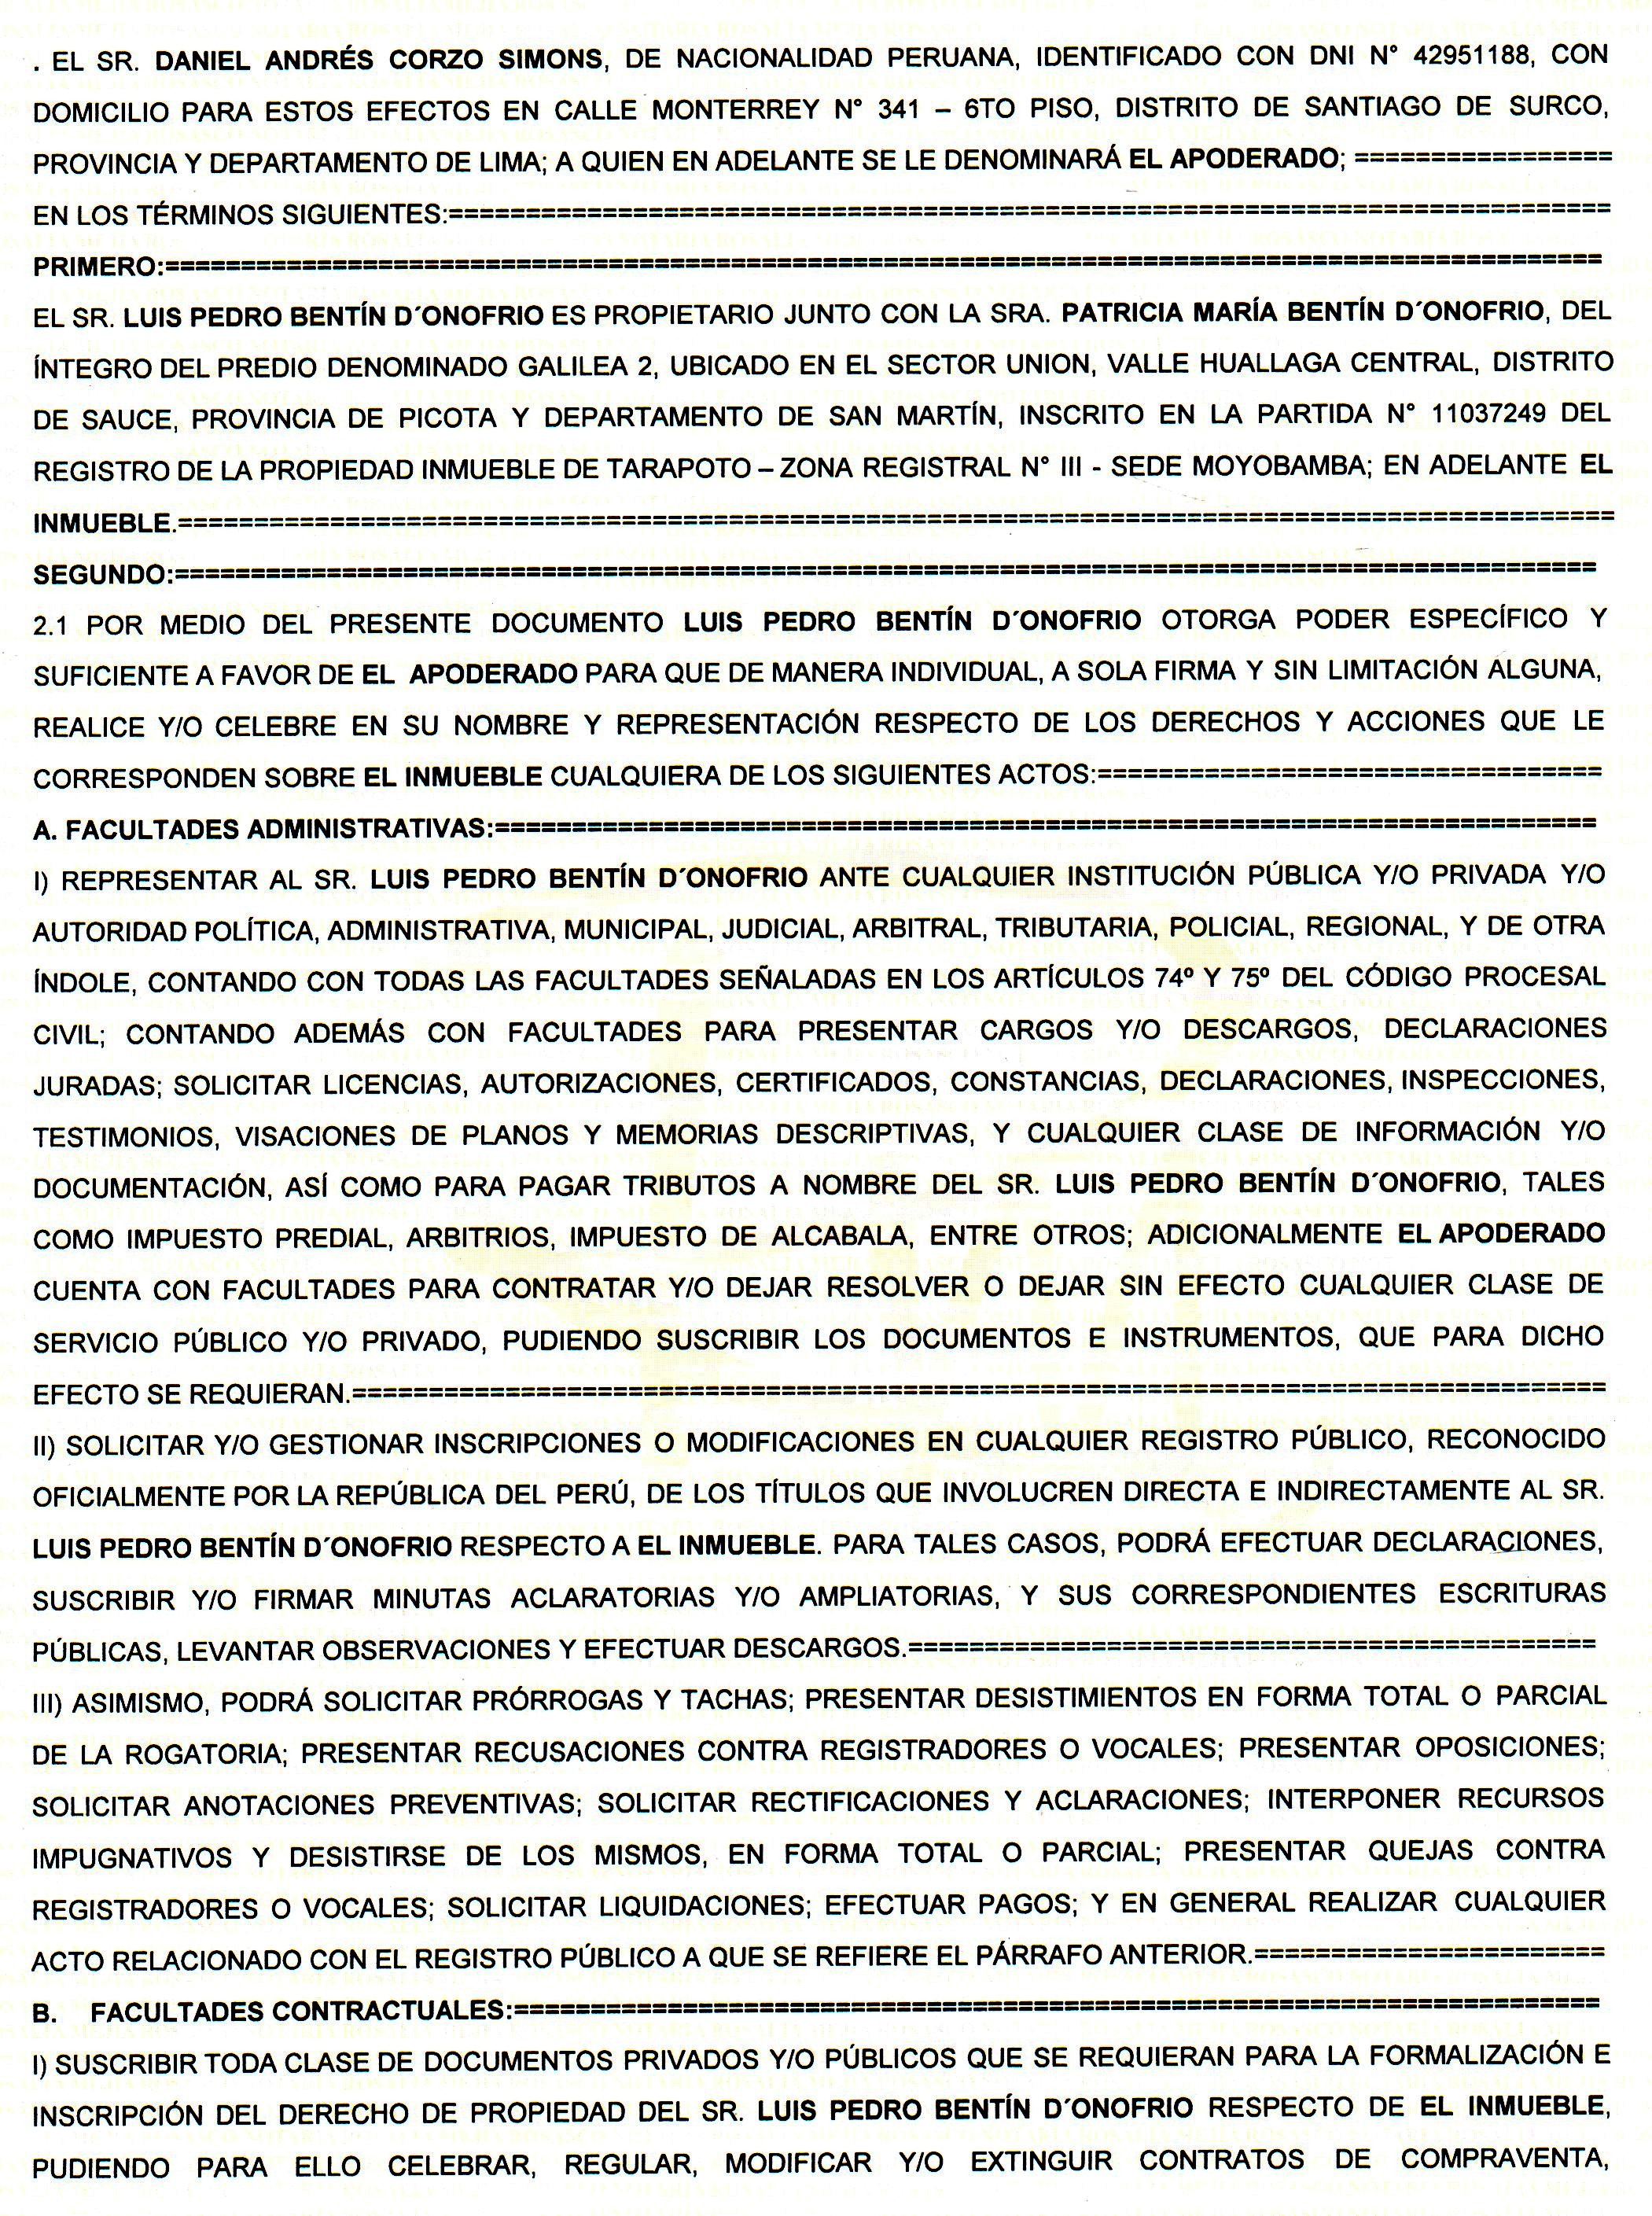 . EL SR. DANIEL ANDRÉS CORZO SIMONS, DE NACIONALIDAD PERUANA, IDENTIFICADO CON DNI N° 42951188, CON
DOMICILIO PARA ESTOS EFECTOS EN CALLE MONTERREY N° 341 – 6TO PISO, DISTRITO DE SANTIAGO DE SURCO,
PROVINCIA Y DEPARTAMENTO DE LIMA; A QUIEN EN ADELANTE SE LE DENOMINARÁ EL APODERADO; =================
EN LOS TÉRMINOS SIGUIENTES:============================================================================
PRIMERO:===============================================================================================
EL SR. LUIS PEDRO BENTÍN D´ONOFRIO ES PROPIETARIO JUNTO CON LA SRA. PATRICIA MARÍA BENTÍN D´ONOFRIO, DEL
ÍNTEGRO DEL PREDIO DENOMINADO GALILEA 2, UBICADO EN EL SECTOR UNION, VALLE HUALLAGA CENTRAL, DISTRITO
DE SAUCE, PROVINCIA DE PICOTA Y DEPARTAMENTO DE SAN MARTÍN, INSCRITO EN LA PARTIDA N° 11037249 DEL
REGISTRO DE LA PROPIEDAD INMUEBLE DE TARAPOTO – ZONA REGISTRAL N° III - SEDE MOYOBAMBA; EN ADELANTE EL
INMUEBLE.==============================================================================================
SEGUNDO:==============================================================================================
2.1 POR MEDIO DEL PRESENTE DOCUMENTO LUIS PEDRO BENTÍN D´ONOFRIO OTORGA PODER ESPECÍFICO Y
SUFICIENTE A FAVOR DE EL APODERADO PARA QUE DE MANERA INDIVIDUAL, A SOLA FIRMA Y SIN LIMITACIÓN ALGUNA,
REALICE Y/O CELEBRE EN SU NOMBRE Y REPRESENTACIÓN RESPECTO DE LOS DERECHOS Y ACCIONES QUE LE
CORRESPONDEN SOBRE EL INMUEBLE CUALQUIERA DE LOS SIGUIENTES ACTOS:=================================
A. FACULTADES ADMINISTRATIVAS:=========================================================================
I) REPRESENTAR AL SR. LUIS PEDRO BENTÍN D´ONOFRIO ANTE CUALQUIER INSTITUCIÓN PÚBLICA Y/O PRIVADA Y/O
AUTORIDAD POLÍTICA, ADMINISTRATIVA, MUNICIPAL, JUDICIAL, ARBITRAL, TRIBUTARIA, POLICIAL, REGIONAL, Y DE OTRA
ÍNDOLE, CONTANDO CON TODAS LAS FACULTADES SEÑALADAS EN LOS ARTÍCULOS 74º Y 75º DEL CÓDIGO PROCESAL
CIVIL; CONTANDO ADEMÁS CON FACULTADES PARA PRESENTAR CARGOS Y/O DESCARGOS, DECLARACIONES
JURADAS; SOLICITAR LICENCIAS, AUTORIZACIONES, CERTIFICADOS, CONSTANCIAS, DECLARACIONES, INSPECCIONES,
TESTIMONIOS, VISACIONES DE PLANOS Y MEMORIAS DESCRIPTIVAS, Y CUALQUIER CLASE DE INFORMACIÓN Y/O
DOCUMENTACIÓN, ASÍ COMO PARA PAGAR TRIBUTOS A NOMBRE DEL SR. LUIS PEDRO BENTÍN D´ONOFRIO, TALES
COMO IMPUESTO PREDIAL, ARBITRIOS, IMPUESTO DE ALCABALA, ENTRE OTROS; ADICIONALMENTE EL APODERADO
CUENTA CON FACULTADES PARA CONTRATAR Y/O DEJAR RESOLVER O DEJAR SIN EFECTO CUALQUIER CLASE DE
SERVICIO PÚBLICO Y/O PRIVADO, PUDIENDO SUSCRIBIR LOS DOCUMENTOS E INSTRUMENTOS, QUE PARA DICHO
EFECTO SE REQUIERAN.===================================================================================
II) SOLICITAR Y/O GESTIONAR INSCRIPCIONES O MODIFICACIONES EN CUALQUIER REGISTRO PÚBLICO, RECONOCIDO
OFICIALMENTE POR LA REPÚBLICA DEL PERÚ, DE LOS TÍTULOS QUE INVOLUCREN DIRECTA E INDIRECTAMENTE AL SR.
LUIS PEDRO BENTÍN D´ONOFRIO RESPECTO A EL INMUEBLE. PARA TALES CASOS, PODRÁ EFECTUAR DECLARACIONES,
SUSCRIBIR Y/O FIRMAR MINUTAS ACLARATORIAS Y/O AMPLIATORIAS, Y SUS CORRESPONDIENTES ESCRITURAS
PÚBLICAS, LEVANTAR OBSERVACIONES Y EFECTUAR DESCARGOS.=============================================
III) ASIMISMO, PODRÁ SOLICITAR PRÓRROGAS Y TACHAS; PRESENTAR DESISTIMIENTOS EN FORMA TOTAL O PARCIAL
DE LA ROGATORIA; PRESENTAR RECUSACIONES CONTRA REGISTRADORES O VOCALES; PRESENTAR OPOSICIONES;
SOLICITAR ANOTACIONES PREVENTIVAS; SOLICITAR RECTIFICACIONES Y ACLARACIONES; INTERPONER RECURSOS
IMPUGNATIVOS Y DESISTIRSE DE LOS MISMOS, EN FORMA TOTAL O PARCIAL; PRESENTAR QUEJAS CONTRA
REGISTRADORES O VOCALES; SOLICITAR LIQUIDACIONES; EFECTUAR PAGOS; Y EN GENERAL REALIZAR CUALQUIER
ACTO RELACIONADO CON EL REGISTRO PÚBLICO A QUE SE REFIERE EL PÁRRAFO ANTERIOR.=======================
B. FACULTADES CONTRACTUALES:========================================================================
I) SUSCRIBIR TODA CLASE DE DOCUMENTOS PRIVADOS Y/O PÚBLICOS QUE SE REQUIERAN PARA LA FORMALIZACIÓN E
INSCRIPCIÓN DEL DERECHO DE PROPIEDAD DEL SR. LUIS PEDRO BENTÍN D´ONOFRIO RESPECTO DE EL INMUEBLE,
PUDIENDO PARA ELLO CELEBRAR, REGULAR, MODIFICAR Y/O EXTINGUIR CONTRATOS DE COMPRAVENTA,